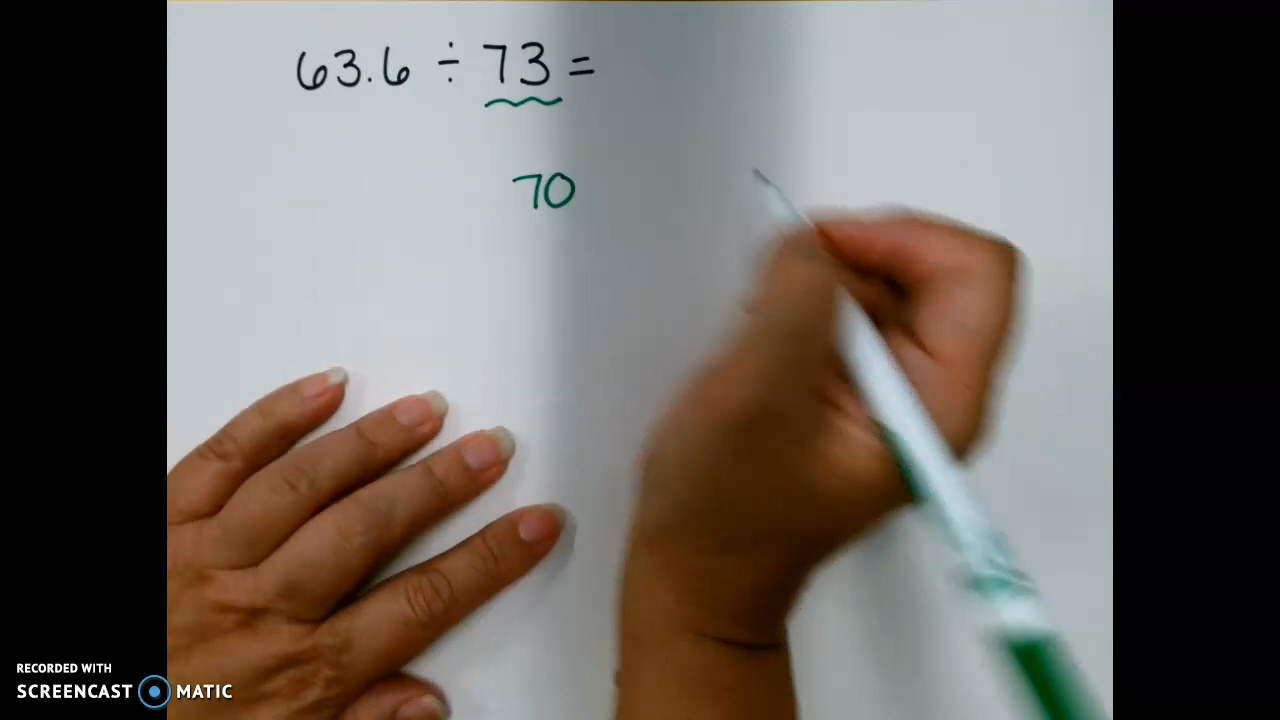 63.6 ÷ 73 =
70
RECORDED WITH
SCREENCAST MATIC